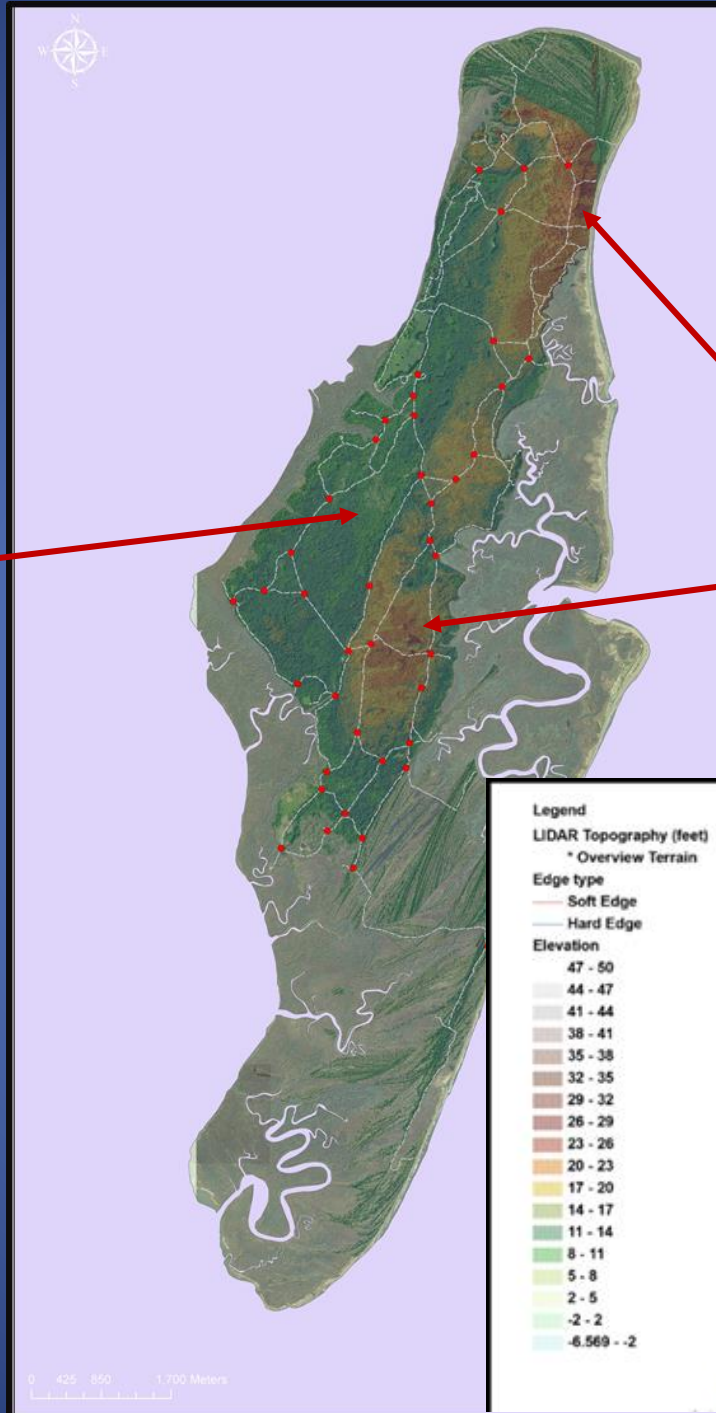 N
W E
S
Legend
LIDAR Topography (feet)
* Overview Terrain
Edge type
Soft Edge
Hard Edge
Elevation
47 - 50
44 - 47
41 - 44
38 - 41
35 - 38
32 - 35
29 - 32
26 - 29
23 - 26
20 - 23
17 - 20
14 - 17
11 - 14
8 - 11
5 - 8
2 - 5
-2 - 2
-6.569 - -2
0 425 850 1,700 Meters